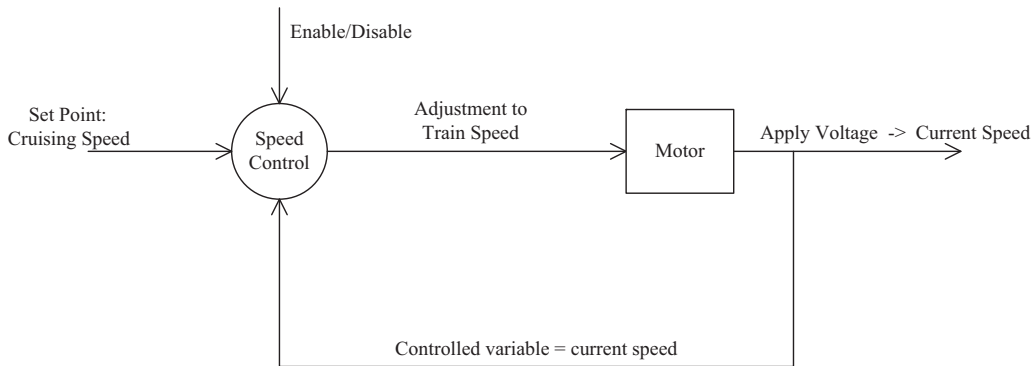 Enable/Disable
Set Point:
Cruising Speed
Speed
Control
Adjustment to
Train Speed
Motor
Apply Voltage -> Current Speed
Controlled variable = current speed